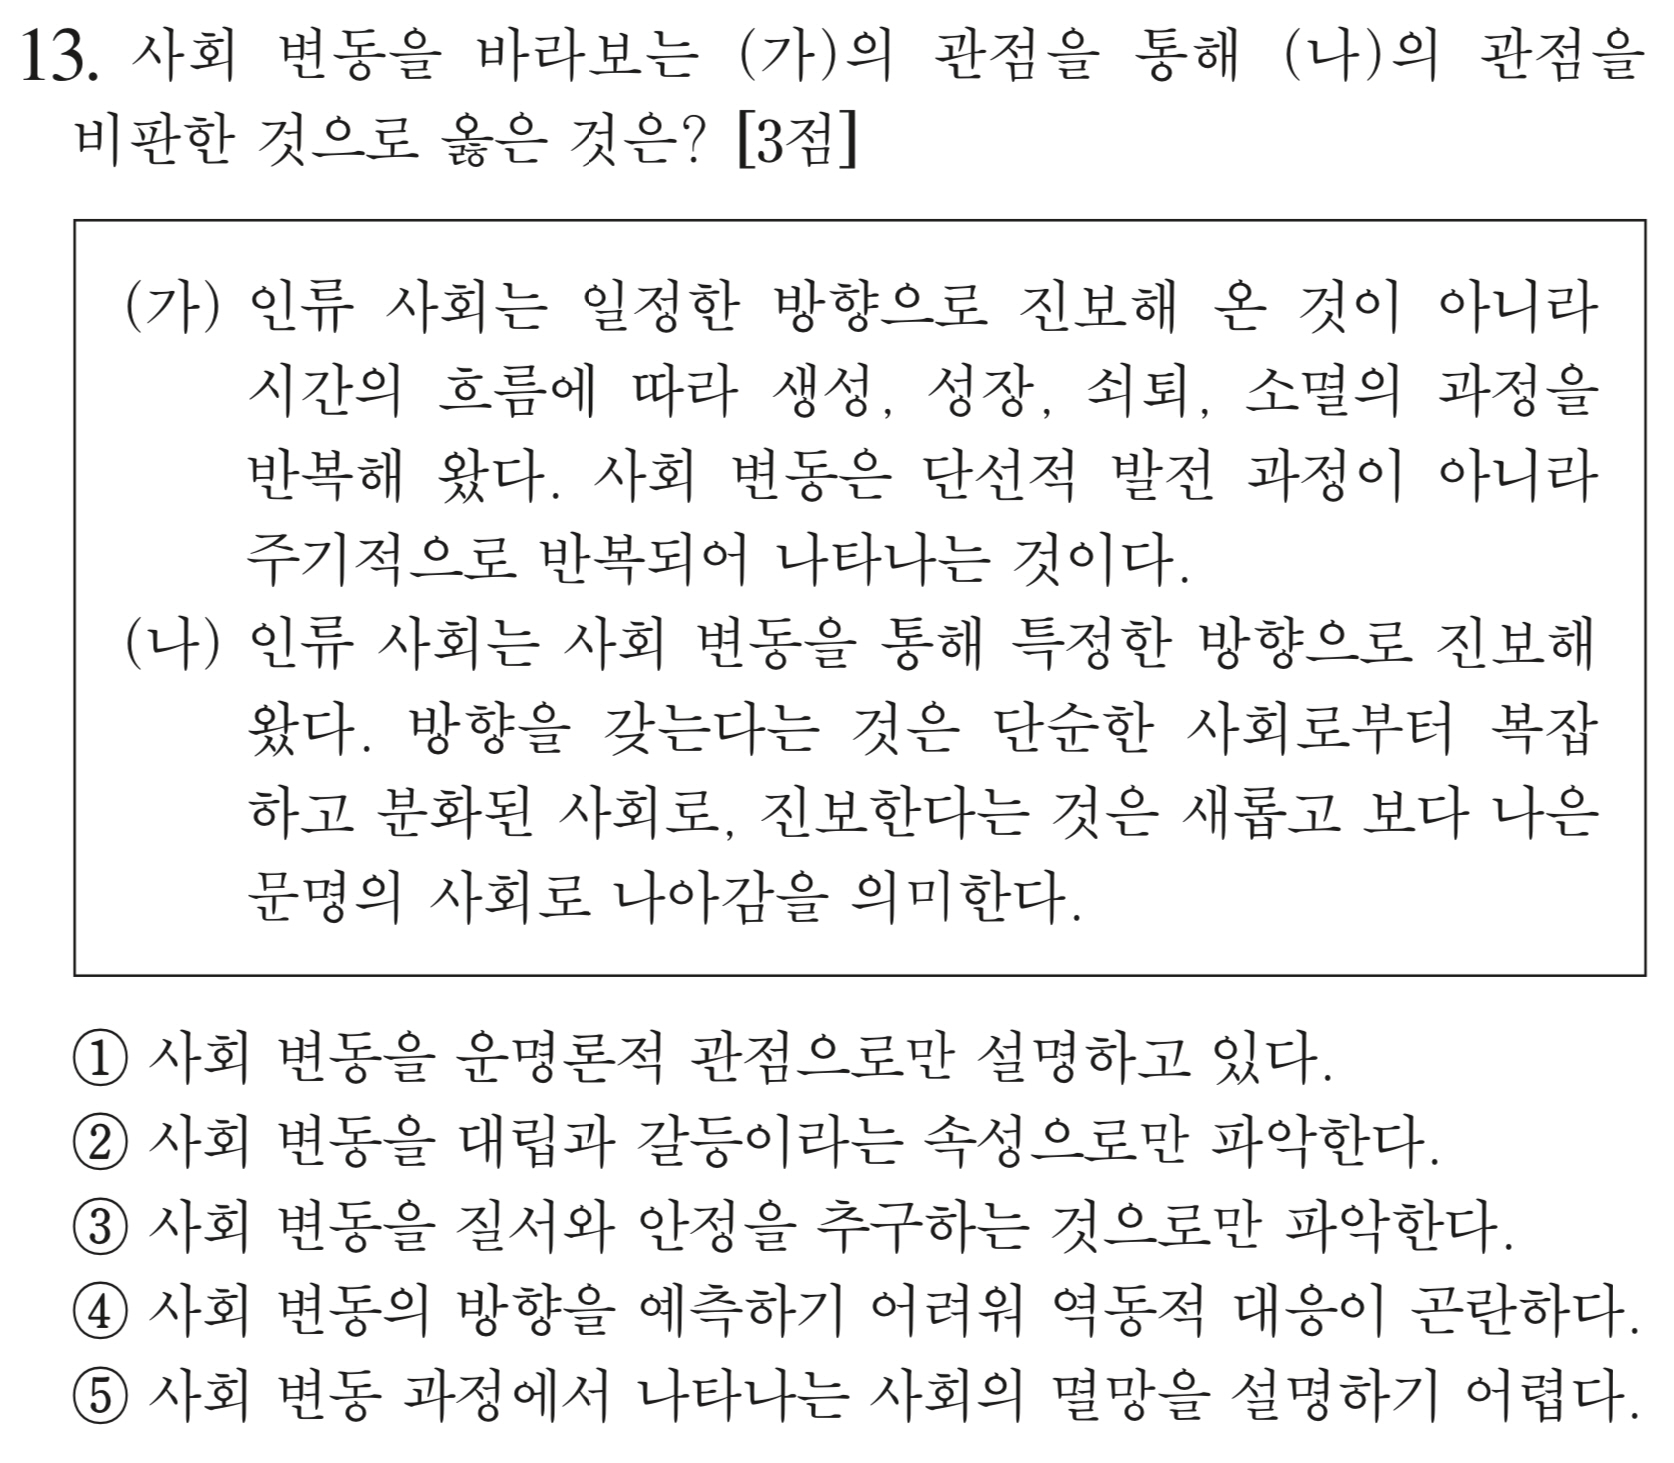 13. 사회 변동을 바라보는 (가)의 관점을 통해 (나)의 관점을
비판한 것으로 옳은 것은? [3점]
(가) 인류 사회는 일정한 방향으로 진보해 온 것이 아니라
시간의 흐름에 따라 생성, 성장, 쇠퇴, 소멸의 과정을
반복해 왔다. 사회 변동은 단선적 발전 과정이 아니라
주기적으로 반복되어 나타나는 것이다.
(나) 인류 사회는 사회 변동을 통해 특정한 방향으로 진보해
왔다. 방향을 갖는다는 것은 단순한 사회로부터 복잡
하고 분화된 사회로, 진보한다는 것은 새롭고 보다 나은
문명의 사회로 나아감을 의미한다.
① 사회 변동을 운명론적 관점으로만 설명하고 있다.
② 사회 변동을 대립과 갈등이라는 속성으로만 파악한다.
③ 사회 변동을 질서와 안정을 추구하는 것으로만 파악한다.
④ 사회 변동의 방향을 예측하기 어려워 역동적 대응이 곤란하다.
⑤ 사회 변동 과정에서 나타나는 사회의 멸망을 설명하기 어렵다.